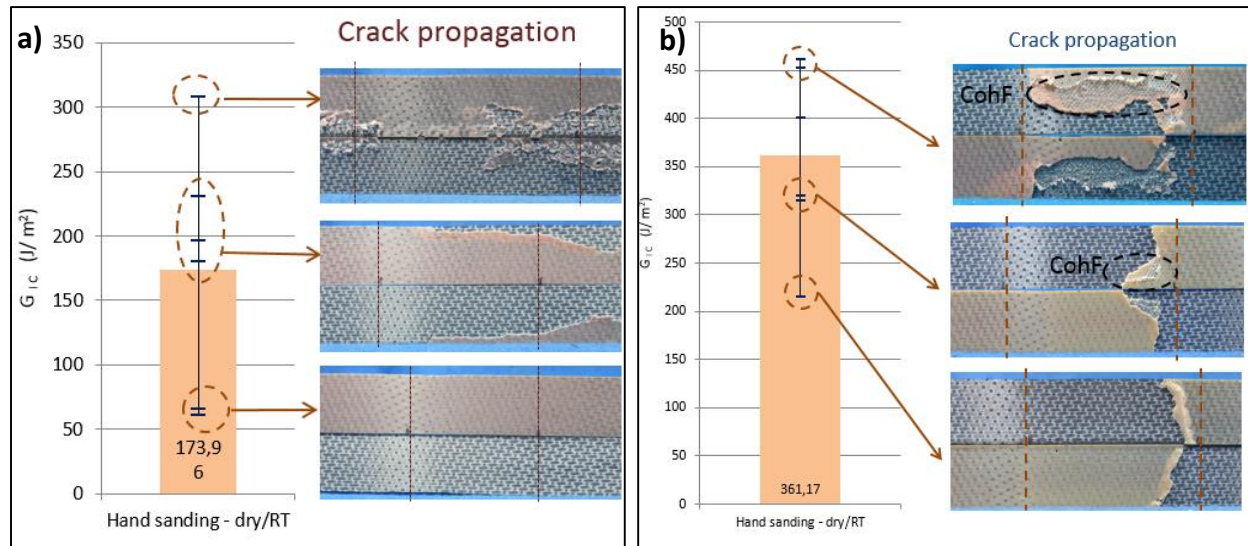 a)
Crack propagation
350
300
250
200
150
100
50
0
G IC (J/ m²)
173,9
6
Hand sanding - dry/RT
b)
Crack propagation
500
450
400
350
300
250
200
150
100
50
0
G IC (J/ m²)
361,17
Hand sanding - dry/RT
CohF
CohF